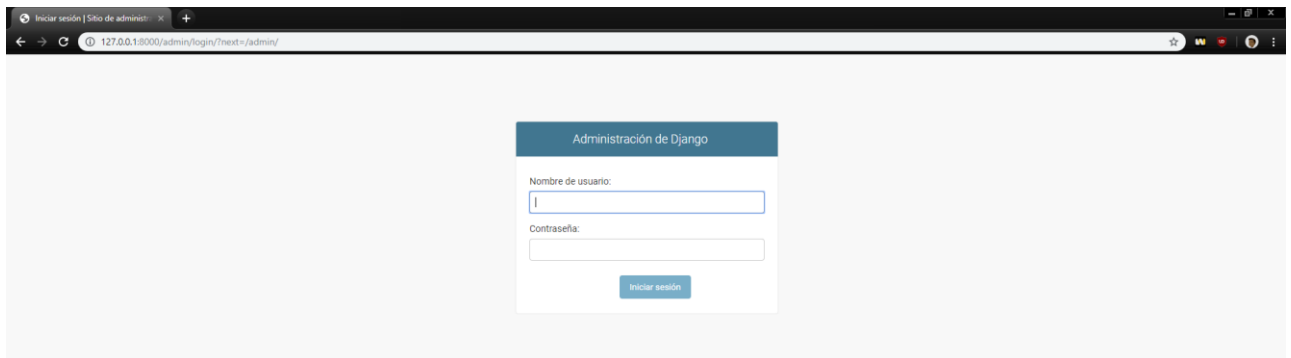 Iniciar sesión | Sitio de administ
127.0.0.1:8000/admin/login/?next=/admin/
Administración de Django
Nombre de usuario:
Contraseña:
Iniciar sesión